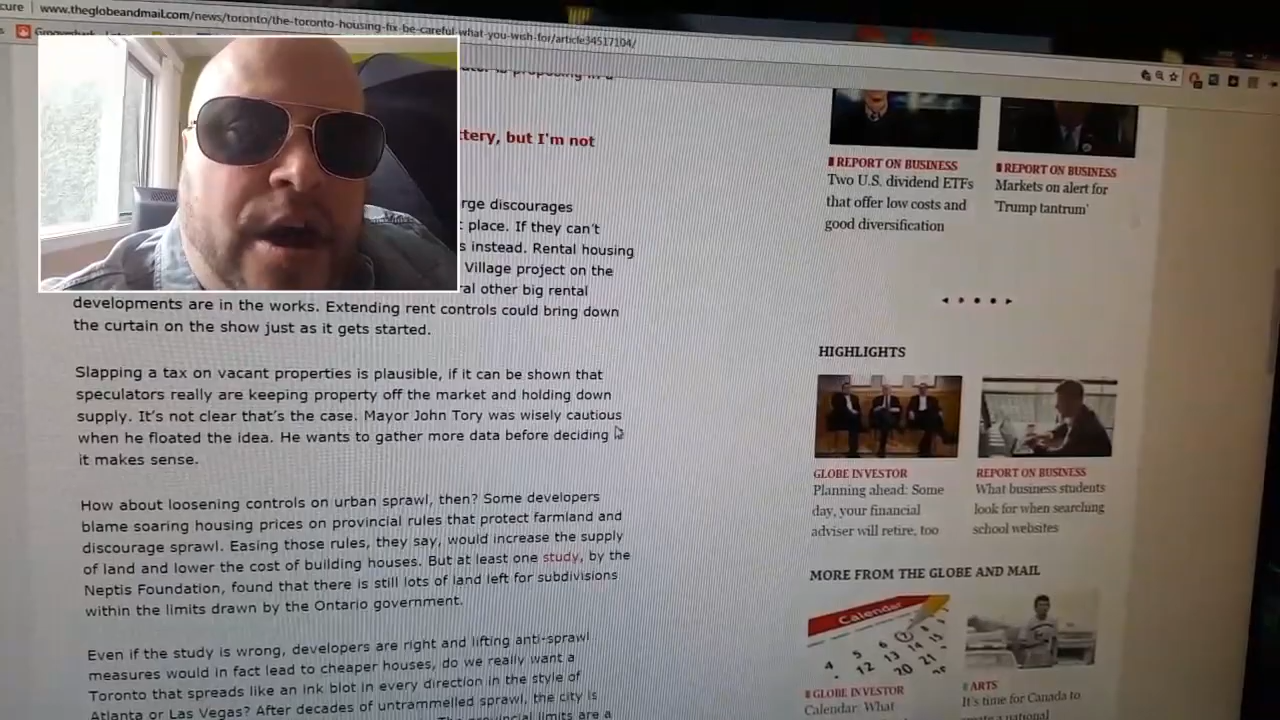 cure
www.theglobeandmail.com/news/toronto/the-toronto-housing-fix-be-careful-what-you-wish-for/article34517104/
is proposing in a
tery, but I'm not
rge discourages
place. If they can't
s instead. Rental housing
Village project on the
ral other big rental
developments are in the works. Extending rent controls could bring down
the curtain on the show just as it gets started.
Slapping a tax on vacant properties is plausible, if it can be shown that
speculators really are keeping property off the market and holding down
supply. It's not clear that's the case. Mayor John Tory was wisely cautious
when he floated the idea. He wants to gather more data before deciding
it makes sense.
How about loosening controls on urban sprawl, then? Some developers
blame soaring housing prices on provincial rules that protect farmland and
discourage sprawl. Easing those rules, they say, would increase the supply
of land and lower the cost of building houses. But at least one study, by the
Neptis Foundation, found that there is still lots of land left for subdivisions
within the limits drawn by the Ontario government.
Even if the study is wrong, developers are right and lifting anti-sprawl
measures would in fact lead to cheaper houses, do we really want a
Toronto that spreads like an ink blot in every direction in the style of
Atlanta or Las Vegas? After decades of untrammelled sprawl, the city is
limits are a
REPORT ON BUSINESS
Two U.S. dividend ETFs
that offer low costs and
good diversification
REPORT ON BUSINESS
Markets on alert for
'Trump tantrum'
HIGHLIGHTS
GLOBE INVESTOR
Planning ahead: Some
day, your financial
adviser will retire, too
REPORT ON BUSINESS
What business students
look for when searching
school websites
MORE FROM THE GLOBE AND MAIL
Calendar
GLOBE INVESTOR
Calendar: What
ARTS
It's time for Canada to
national